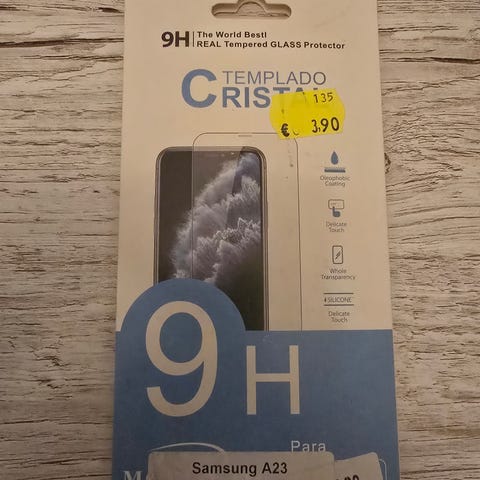 9H The World Best!
REAL Tempered GLASS Protector
TEMPLADO
CRISTAL
135
€ 3,90
Oleophobic
Coating
Delicate
Touch
Whole
Transparency
SILICONE
Delicate
Touch
9H
Para
Samsung A23